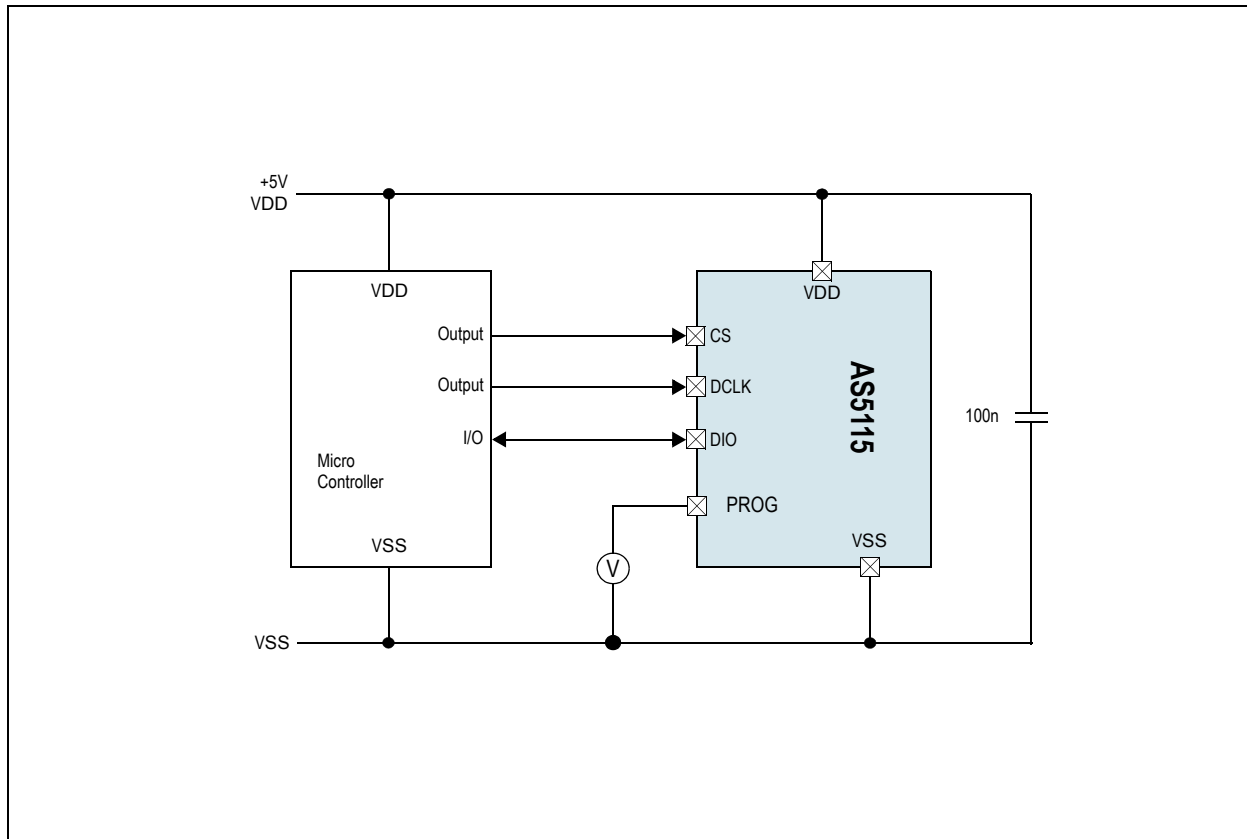 +5V
VDD
VDD
VDD
Output
CS
Output
DCLK
AS5115
100n
I/O
DIO
Micro
Controller
PROG
VSS
VSS
V
VSS